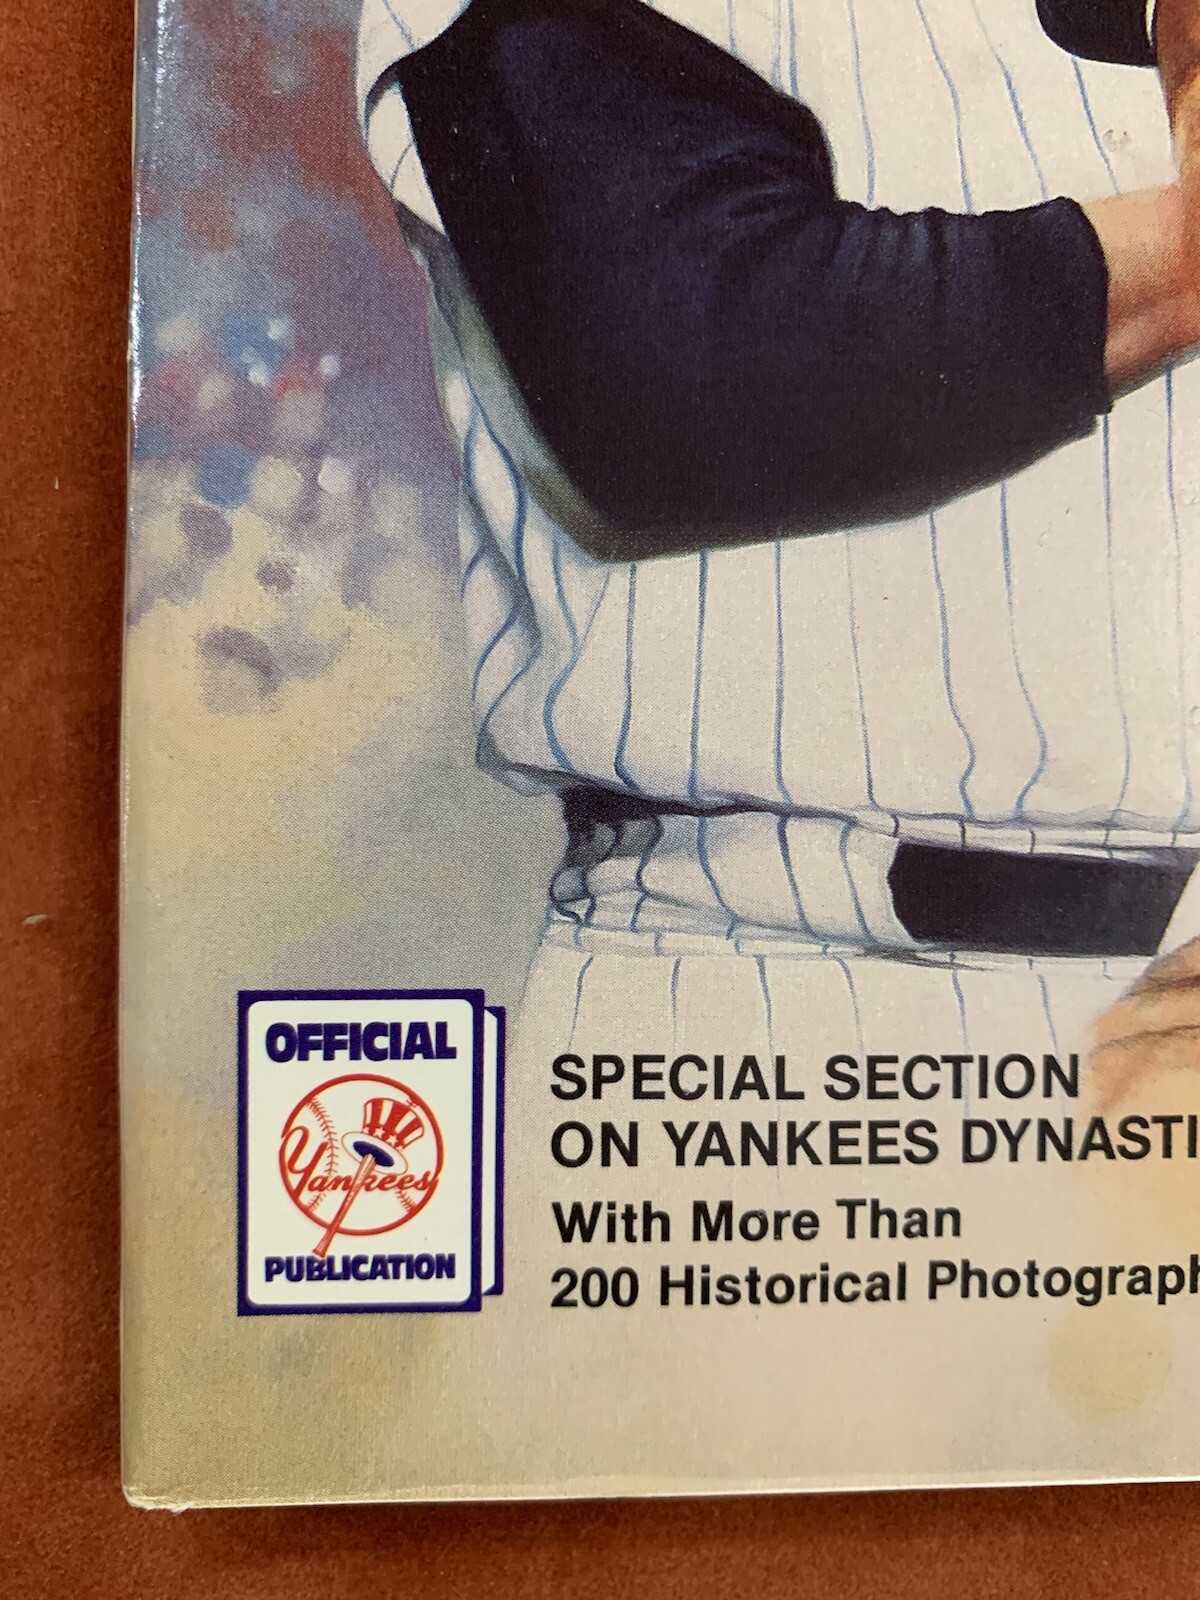 OFFICIAL
Yankees
PUBLICATION
SPECIAL SECTION
ON YANKEES DYNASTI
With More Than
200 Historical Photograph